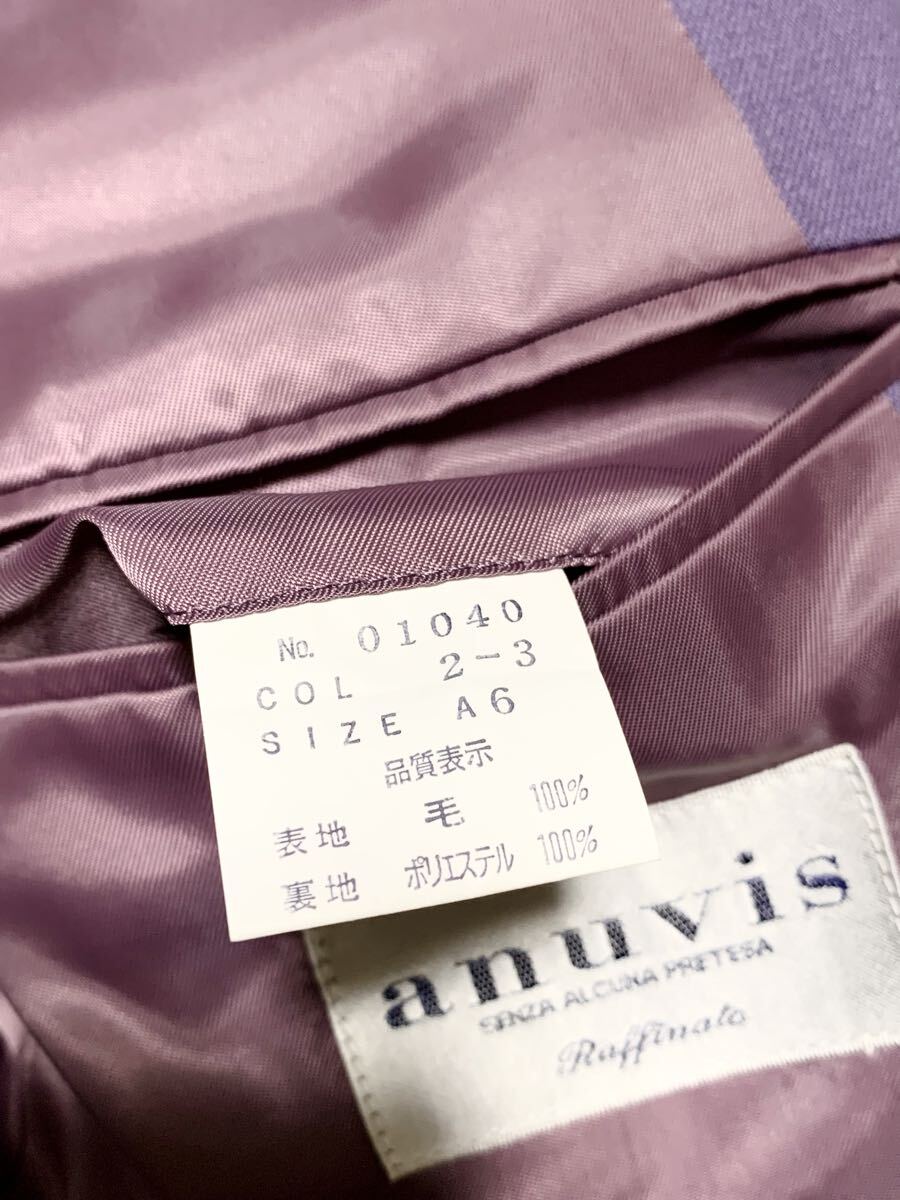 No. 01040
COL 2-3
SIZE A6
品質表示
表地 毛 100%
裏地 ポリエステル 100%
anuvis
SENZA ALCUNA PRETESA
Raffinato